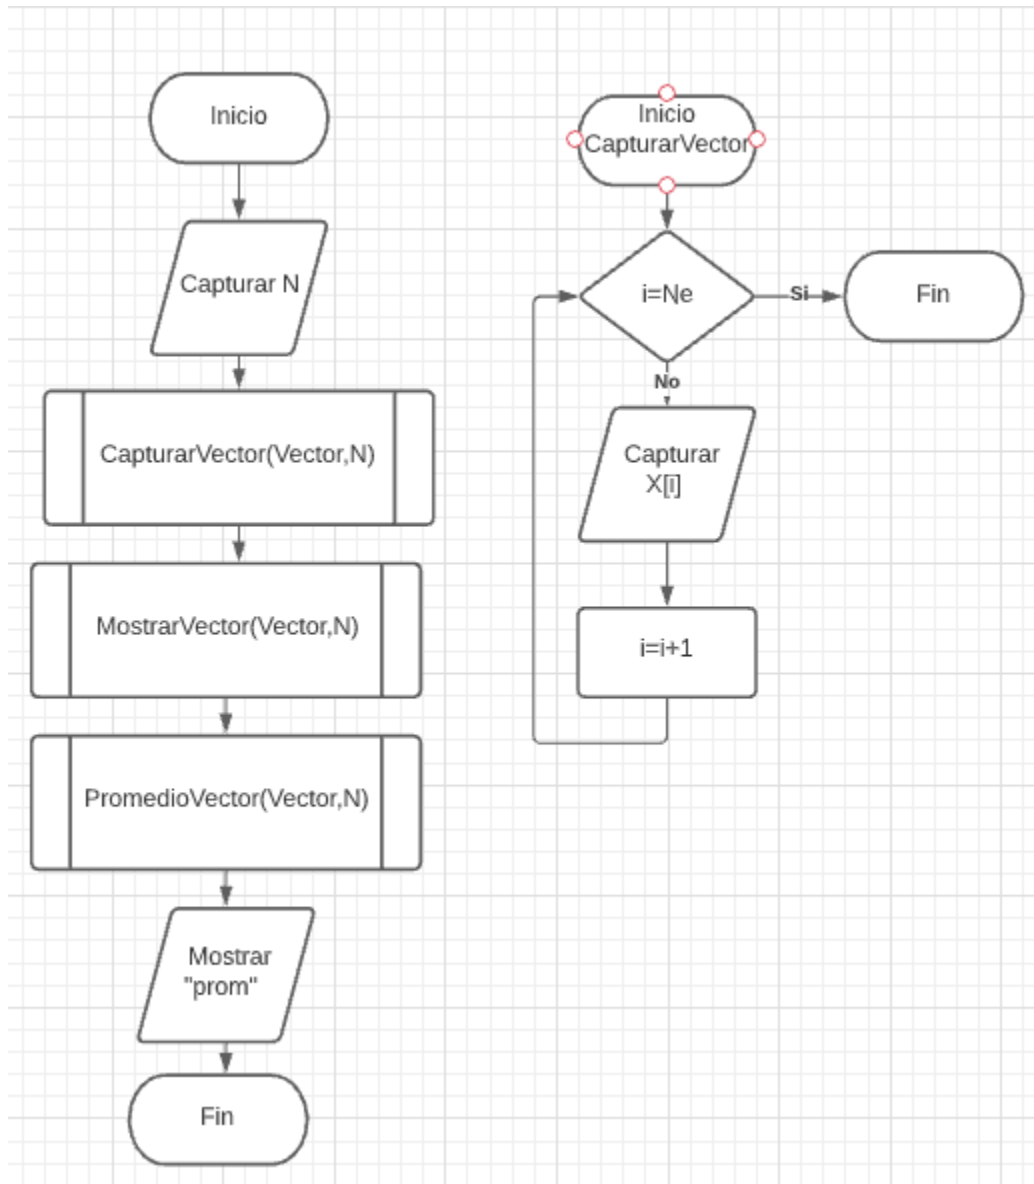 Inicio
Capturar N
CapturarVector(Vector,N)
MostrarVector(Vector,N)
PromedioVector(Vector,N)
Mostrar
"prom"
Fin
Inicio
CapturarVector
i=Ne
Si
Fin
No
Capturar
X[i]
i=i+1